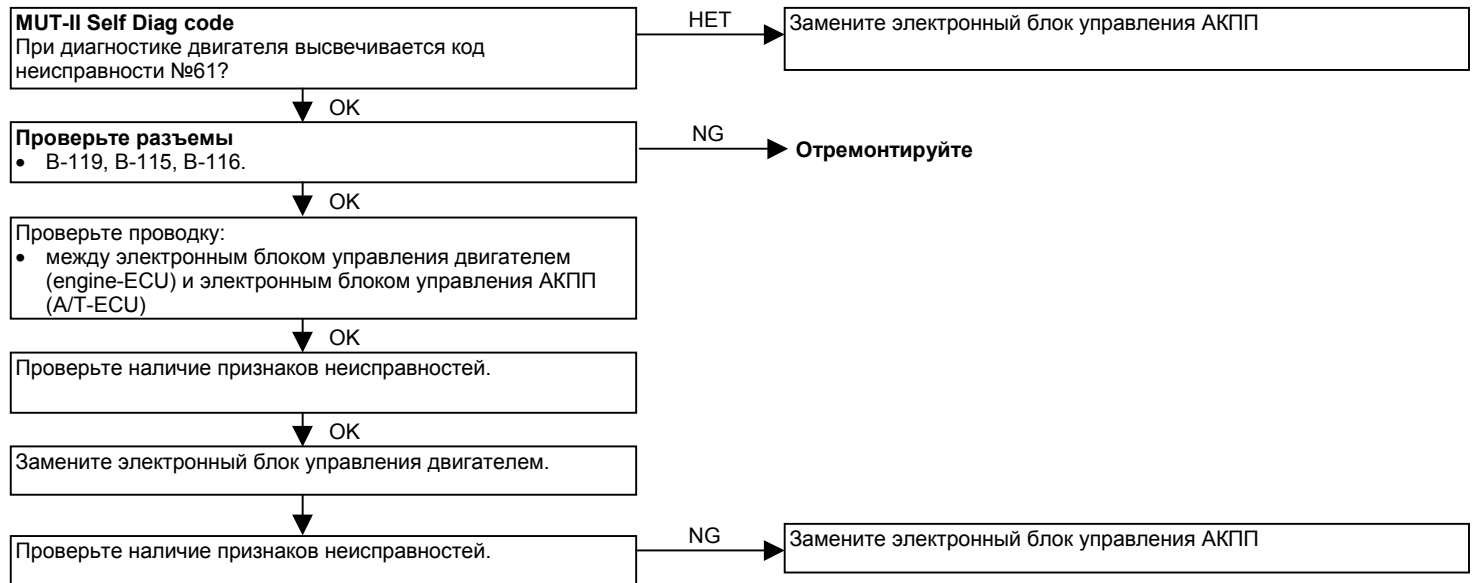 MUT-II Self Diag code
При диагностике двигателя высвечивается код
неисправности №61?
НЕТ
Замените электронный блок управления АКПП
OK
Проверьте разъемы
• B-119, B-115, B-116.
NG
Отремонтируйте
OK
Проверьте проводку:
• между электронным блоком управления двигателем
(engine-ECU) и электронным блоком управления АКПП
(A/T-ECU)
OK
Проверьте наличие признаков неисправностей.
OK
Замените электронный блок управления двигателем.
Проверьте наличие признаков неисправностей.
NG
Замените электронный блок управления АКПП